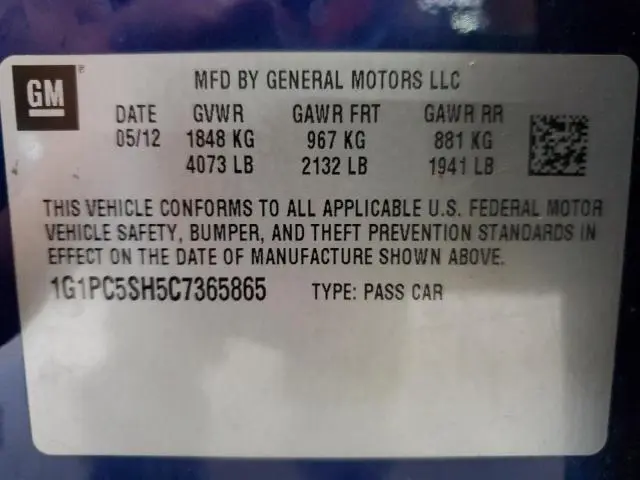 GM
MFD BY GENERAL MOTORS LLC
DATE GVWR GAWR FRT GAWR RR
05/12 1848 KG 967 KG 881 KG
4073 LB 2132 LB 1941 LB
THIS VEHICLE CONFORMS TO ALL APPLICABLE U.S. FEDERAL MOTOR
VEHICLE SAFETY, BUMPER, AND THEFT PREVENTION STANDARDS IN
EFFECT ON THE DATE OF MANUFACTURE SHOWN ABOVE.
1G1PC5SH5C7365865 TYPE: PASS CAR